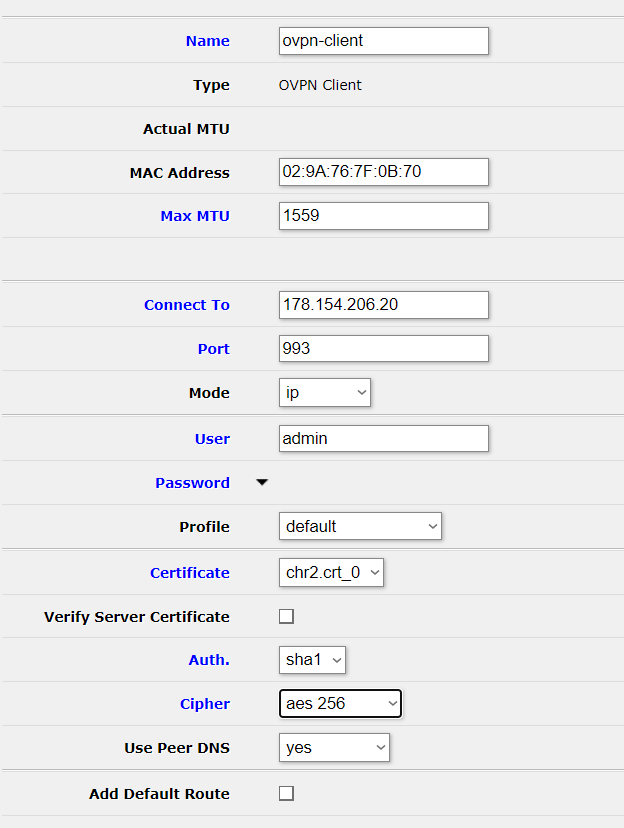 Name ovpn-client
Type OVPN Client
Actual MTU
MAC Address 02:9A:76:7F:0B:70
Max MTU 1559
Connect To 178.154.206.20
Port 993
Mode ip
User admin
Password
Profile default
Certificate chr2.crt_0
Verify Server Certificate
Auth. sha1
Cipher aes 256
Use Peer DNS yes
Add Default Route